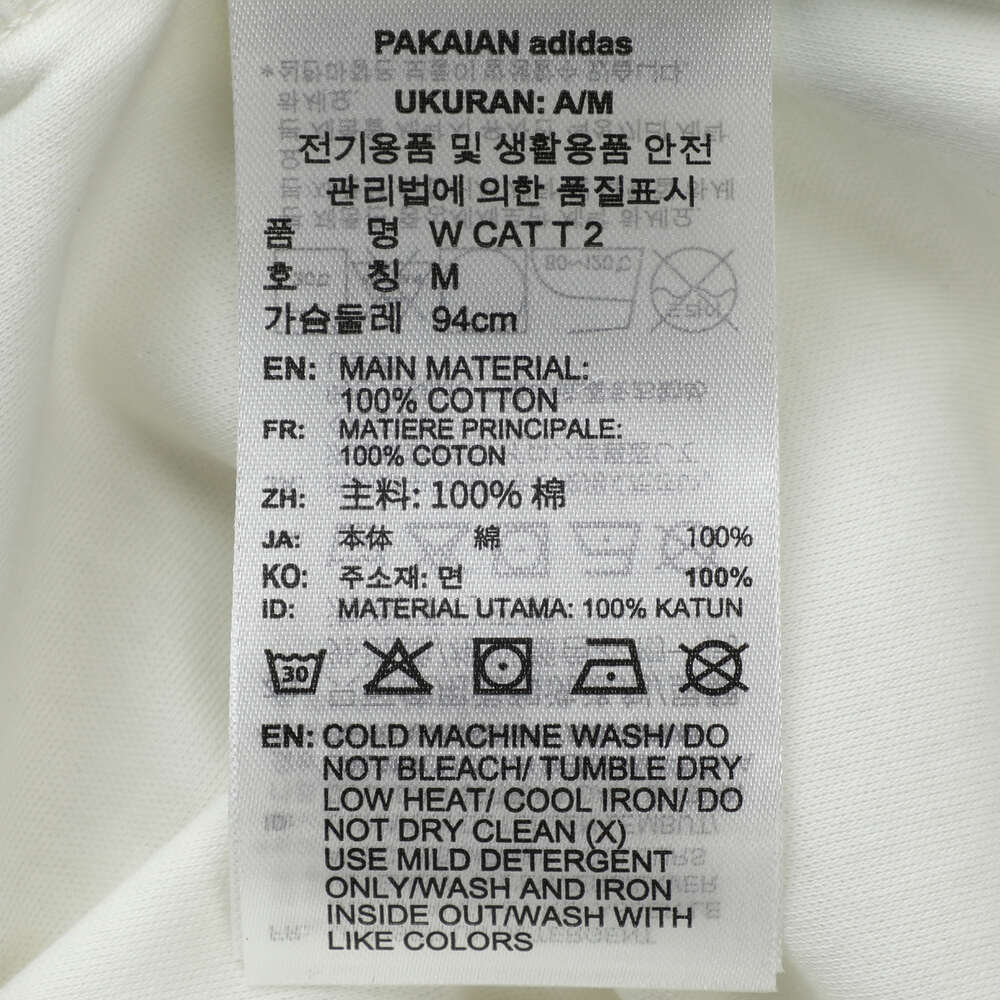 PAKAIAN adidas
UKURAN: A/M
전기용품 및 생활용품 안전
관리법에 의한 품질표시
품 명 W CAT T 2
호 칭 M
가슴둘레 94cm
EN: MAIN MATERIAL:
100% COTTON
FR: MATIERE PRINCIPALE:
100% COTON
ZH: 主料: 100% 棉
JA: 本体 綿 100%
KO: 주소재: 면 100%
ID: MATERIAL UTAMA: 100% KATUN
30
EN: COLD MACHINE WASH/ DO
NOT BLEACH/ TUMBLE DRY
LOW HEAT/ COOL IRON/ DO
NOT DRY CLEAN (X)
USE MILD DETERGENT
ONLY/WASH AND IRON
INSIDE OUT/WASH WITH
LIKE COLORS